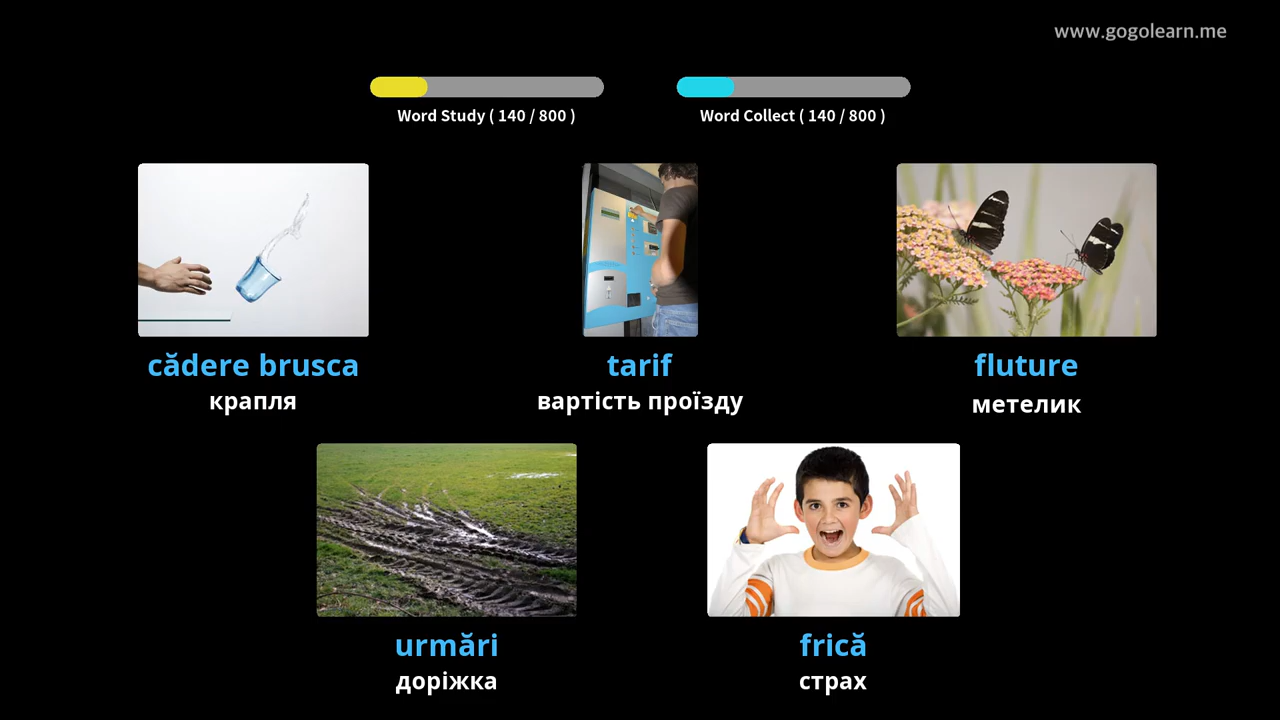 www.gogolearn.me
Word Study ( 140 / 800 )
Word Collect ( 140 / 800 )
cădere brusca
крапля
tarif
вартість проїзду
fluture
метелик
urmări
доріжка
frică
страх